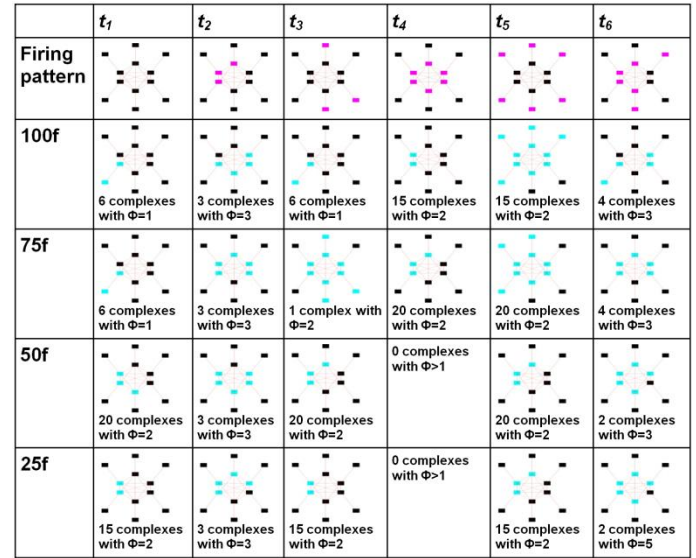 t1 t2 t3 t4 t5 t6
Firing
pattern
100f
6 complexes
with Φ=1
3 complexes
with Φ=3
6 complexes
with Φ=1
15 complexes
with Φ=2
15 complexes
with Φ=2
4 complexes
with Φ=3
75f
6 complexes
with Φ=1
3 complexes
with Φ=3
1 complex with
Φ=2
20 complexes
with Φ=2
20 complexes
with Φ=2
4 complexes
with Φ=3
50f
20 complexes
with Φ=2
3 complexes
with Φ=3
20 complexes
with Φ=2
0 complexes
with Φ>1
20 complexes
with Φ=2
2 complexes
with Φ=3
25f
15 complexes
with Φ=2
3 complexes
with Φ=3
15 complexes
with Φ=2
0 complexes
with Φ>1
15 complexes
with Φ=2
2 complexes
with Φ=5